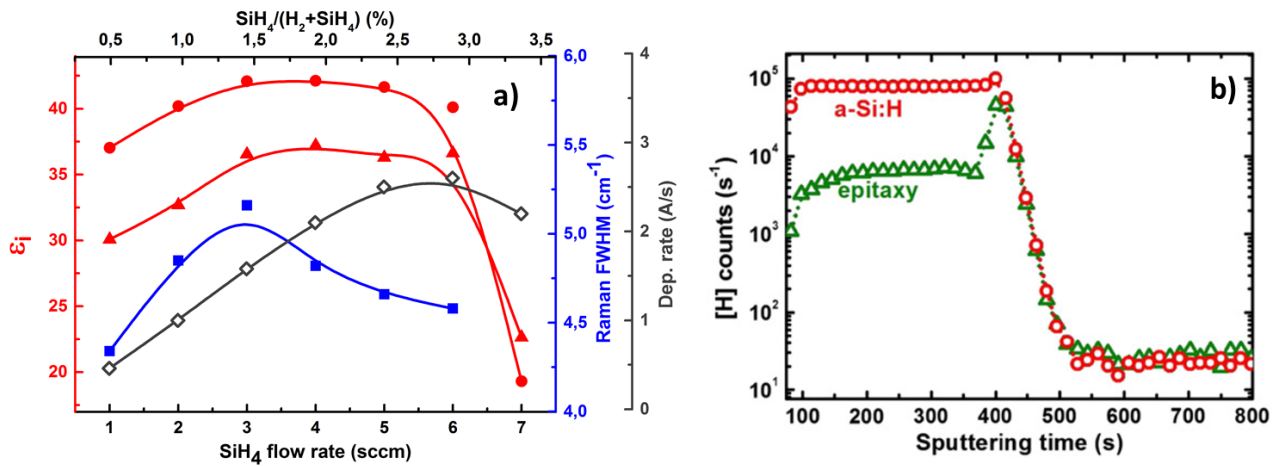 SiH4/(H2+SiH4) (%)
0,5 1,0 1,5 2,0 2,5 3,0 3,5
a)
εi
40
35
30
25
20
1 2 3 4 5 6 7
SiH4 flow rate (sccm)
6,0
5,5
5,0
4,5
4,0
Raman FWHM (cm-1)
4
3
2
1
0
Dep. rate (A/s)
b)
[H] counts (s-1)
10^5
10^4
10^3
10^2
10^1
a-Si:H
epitaxy
100 200 300 400 500 600 700 800
Sputtering time (s)